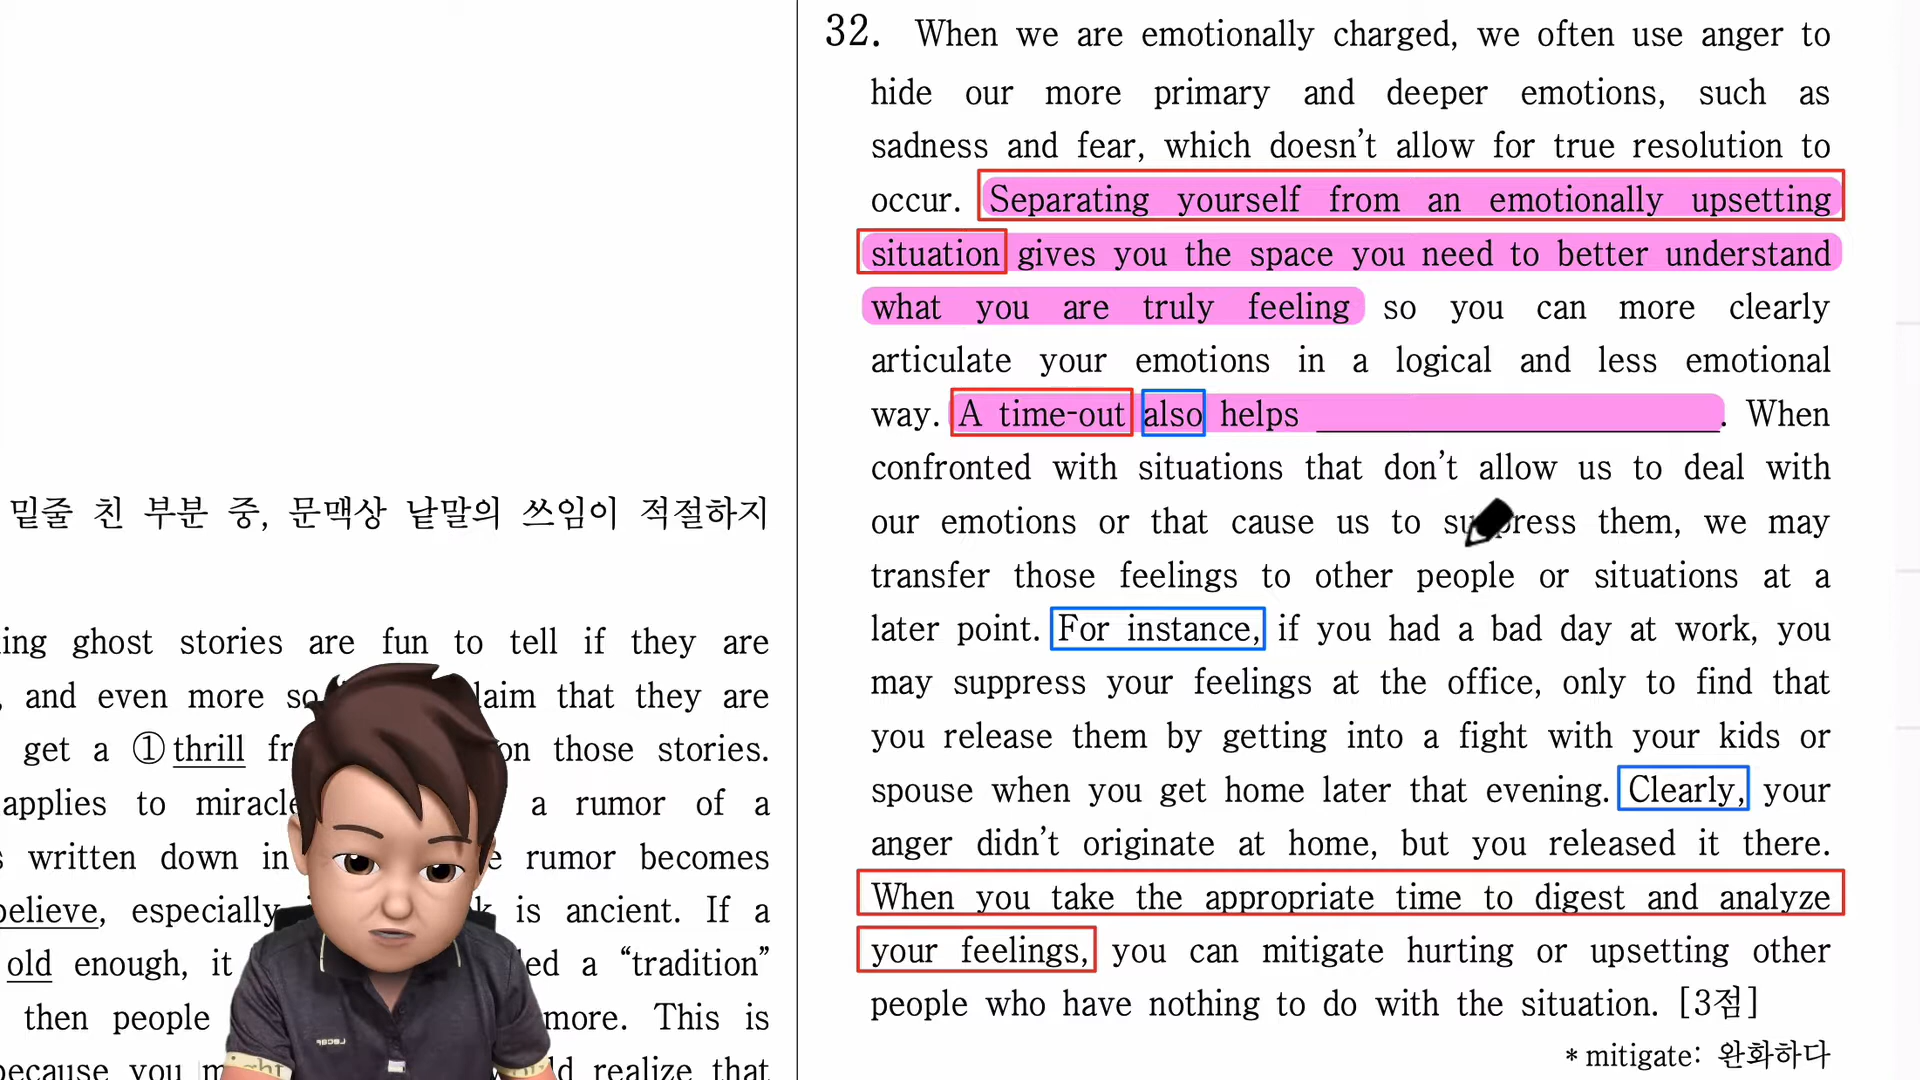 밑줄 친 부분 중, 문맥상 낱말의 쓰임이 적절하지
ing ghost stories are fun to tell if they are
, and even more so claim that they are
get a ① thrill on those stories.
applies to a rumor of a
written down in rumor becomes
believe, especially is ancient. If a
old enough, it ed a “tradition”
then people more. This is
because you realize that
32. When we are emotionally charged, we often use anger to
hide our more primary and deeper emotions, such as
sadness and fear, which doesn’t allow for true resolution to
occur. Separating yourself from an emotionally upsetting
situation gives you the space you need to better understand
what you are truly feeling so you can more clearly
articulate your emotions in a logical and less emotional
way. A time-out also helps ____________________. When
confronted with situations that don’t allow us to deal with
our emotions or that cause us to suppress them, we may
transfer those feelings to other people or situations at a
later point. For instance, if you had a bad day at work, you
may suppress your feelings at the office, only to find that
you release them by getting into a fight with your kids or
spouse when you get home later that evening. Clearly, your
anger didn’t originate at home, but you released it there.
When you take the appropriate time to digest and analyze
your feelings, you can mitigate hurting or upsetting other
people who have nothing to do with the situation. [3점]
* mitigate: 완화하다